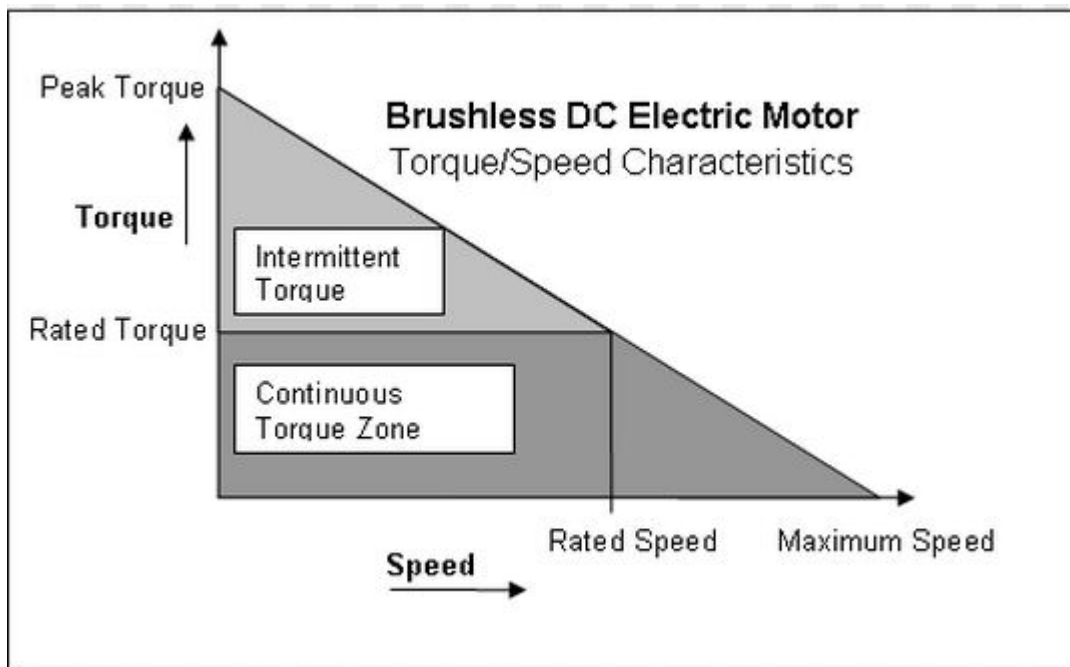 Peak Torque
Brushless DC Electric Motor
Torque/Speed Characteristics
Torque
Intermittent
Torque
Rated Torque
Continuous
Torque Zone
Rated Speed
Maximum Speed
Speed